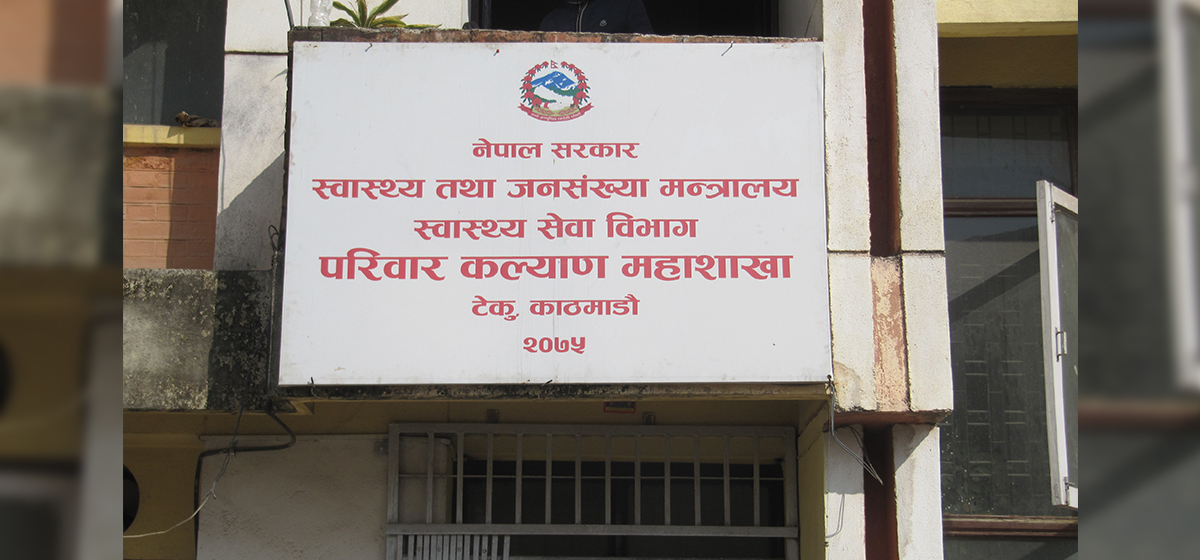 नेपाल सरकार
स्वास्थ्य तथा जनसंख्या मन्त्रालय
स्वास्थ्य सेवा विभाग
परिवार कल्याण महाशाखा
टेकु, काठमाडौ
२०७५